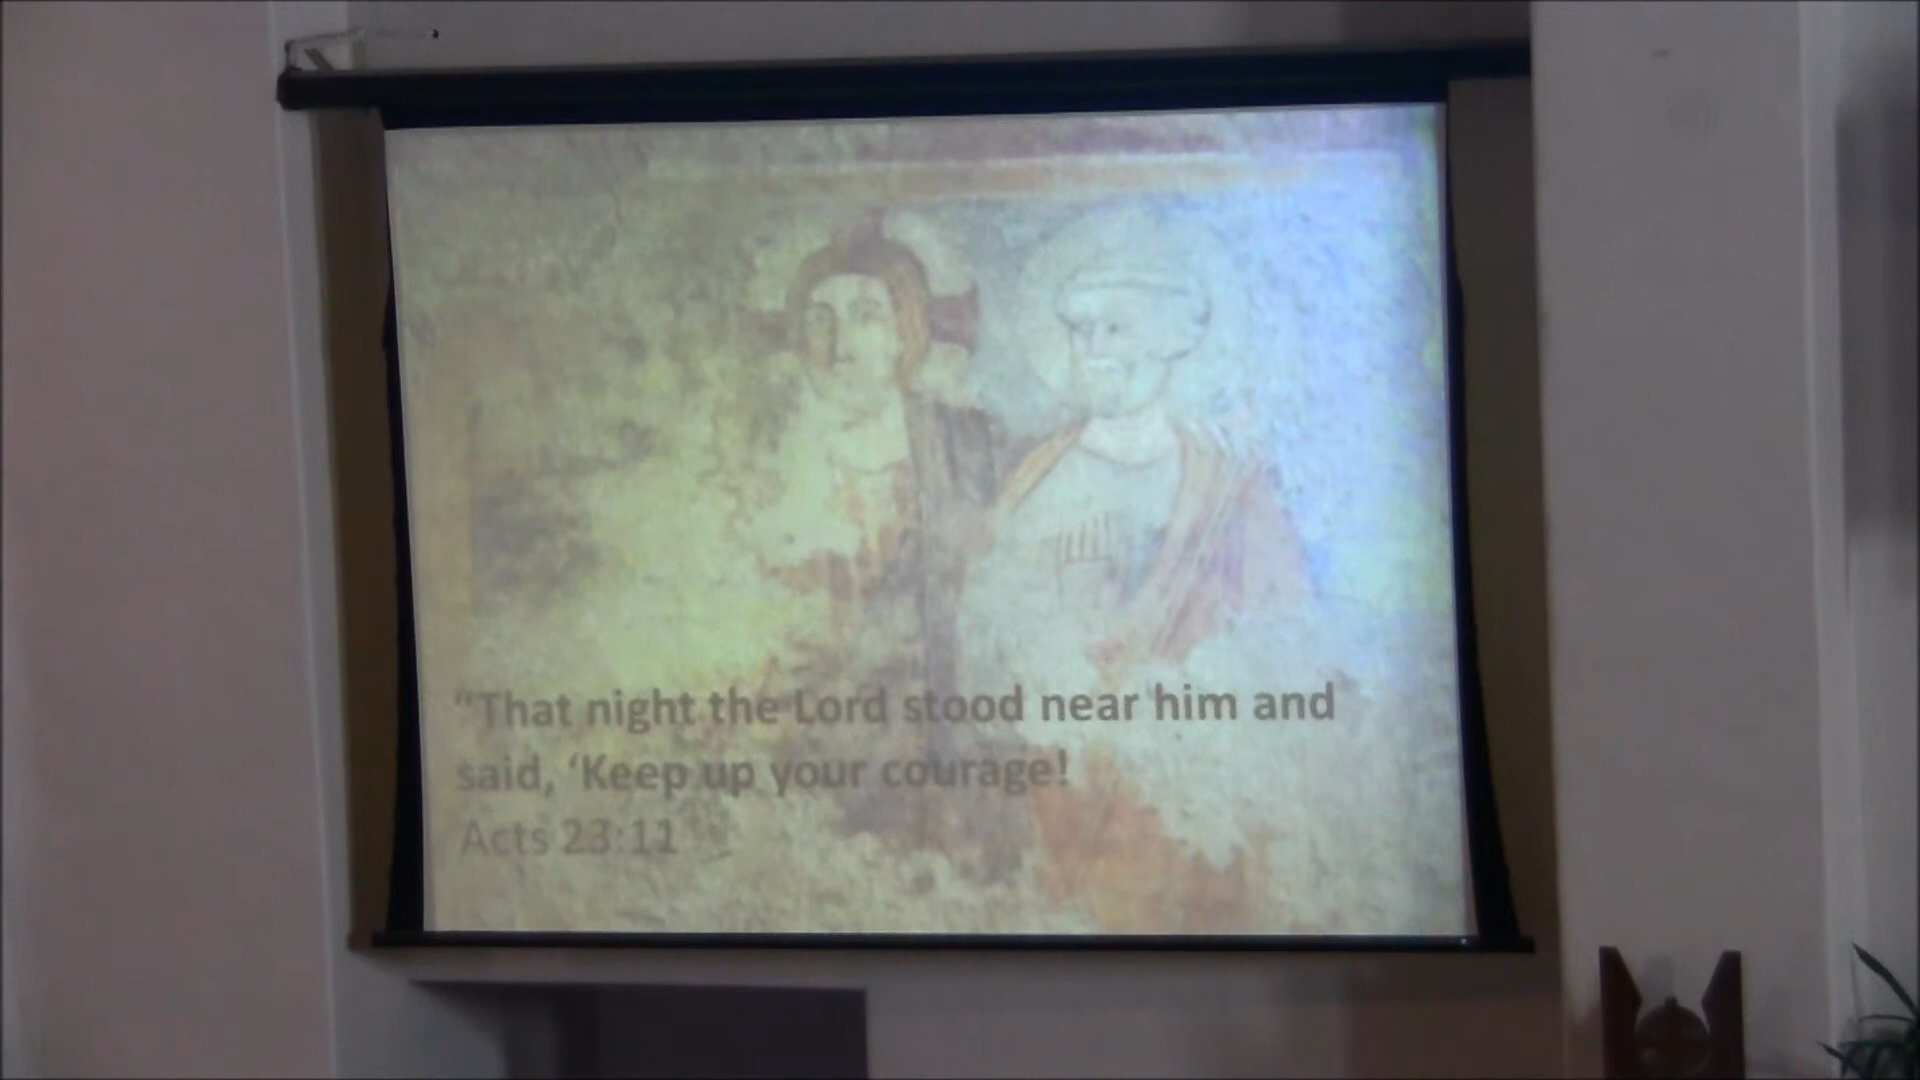 “That night the Lord stood near him and
said, ‘Keep up your courage!
Acts 23:11